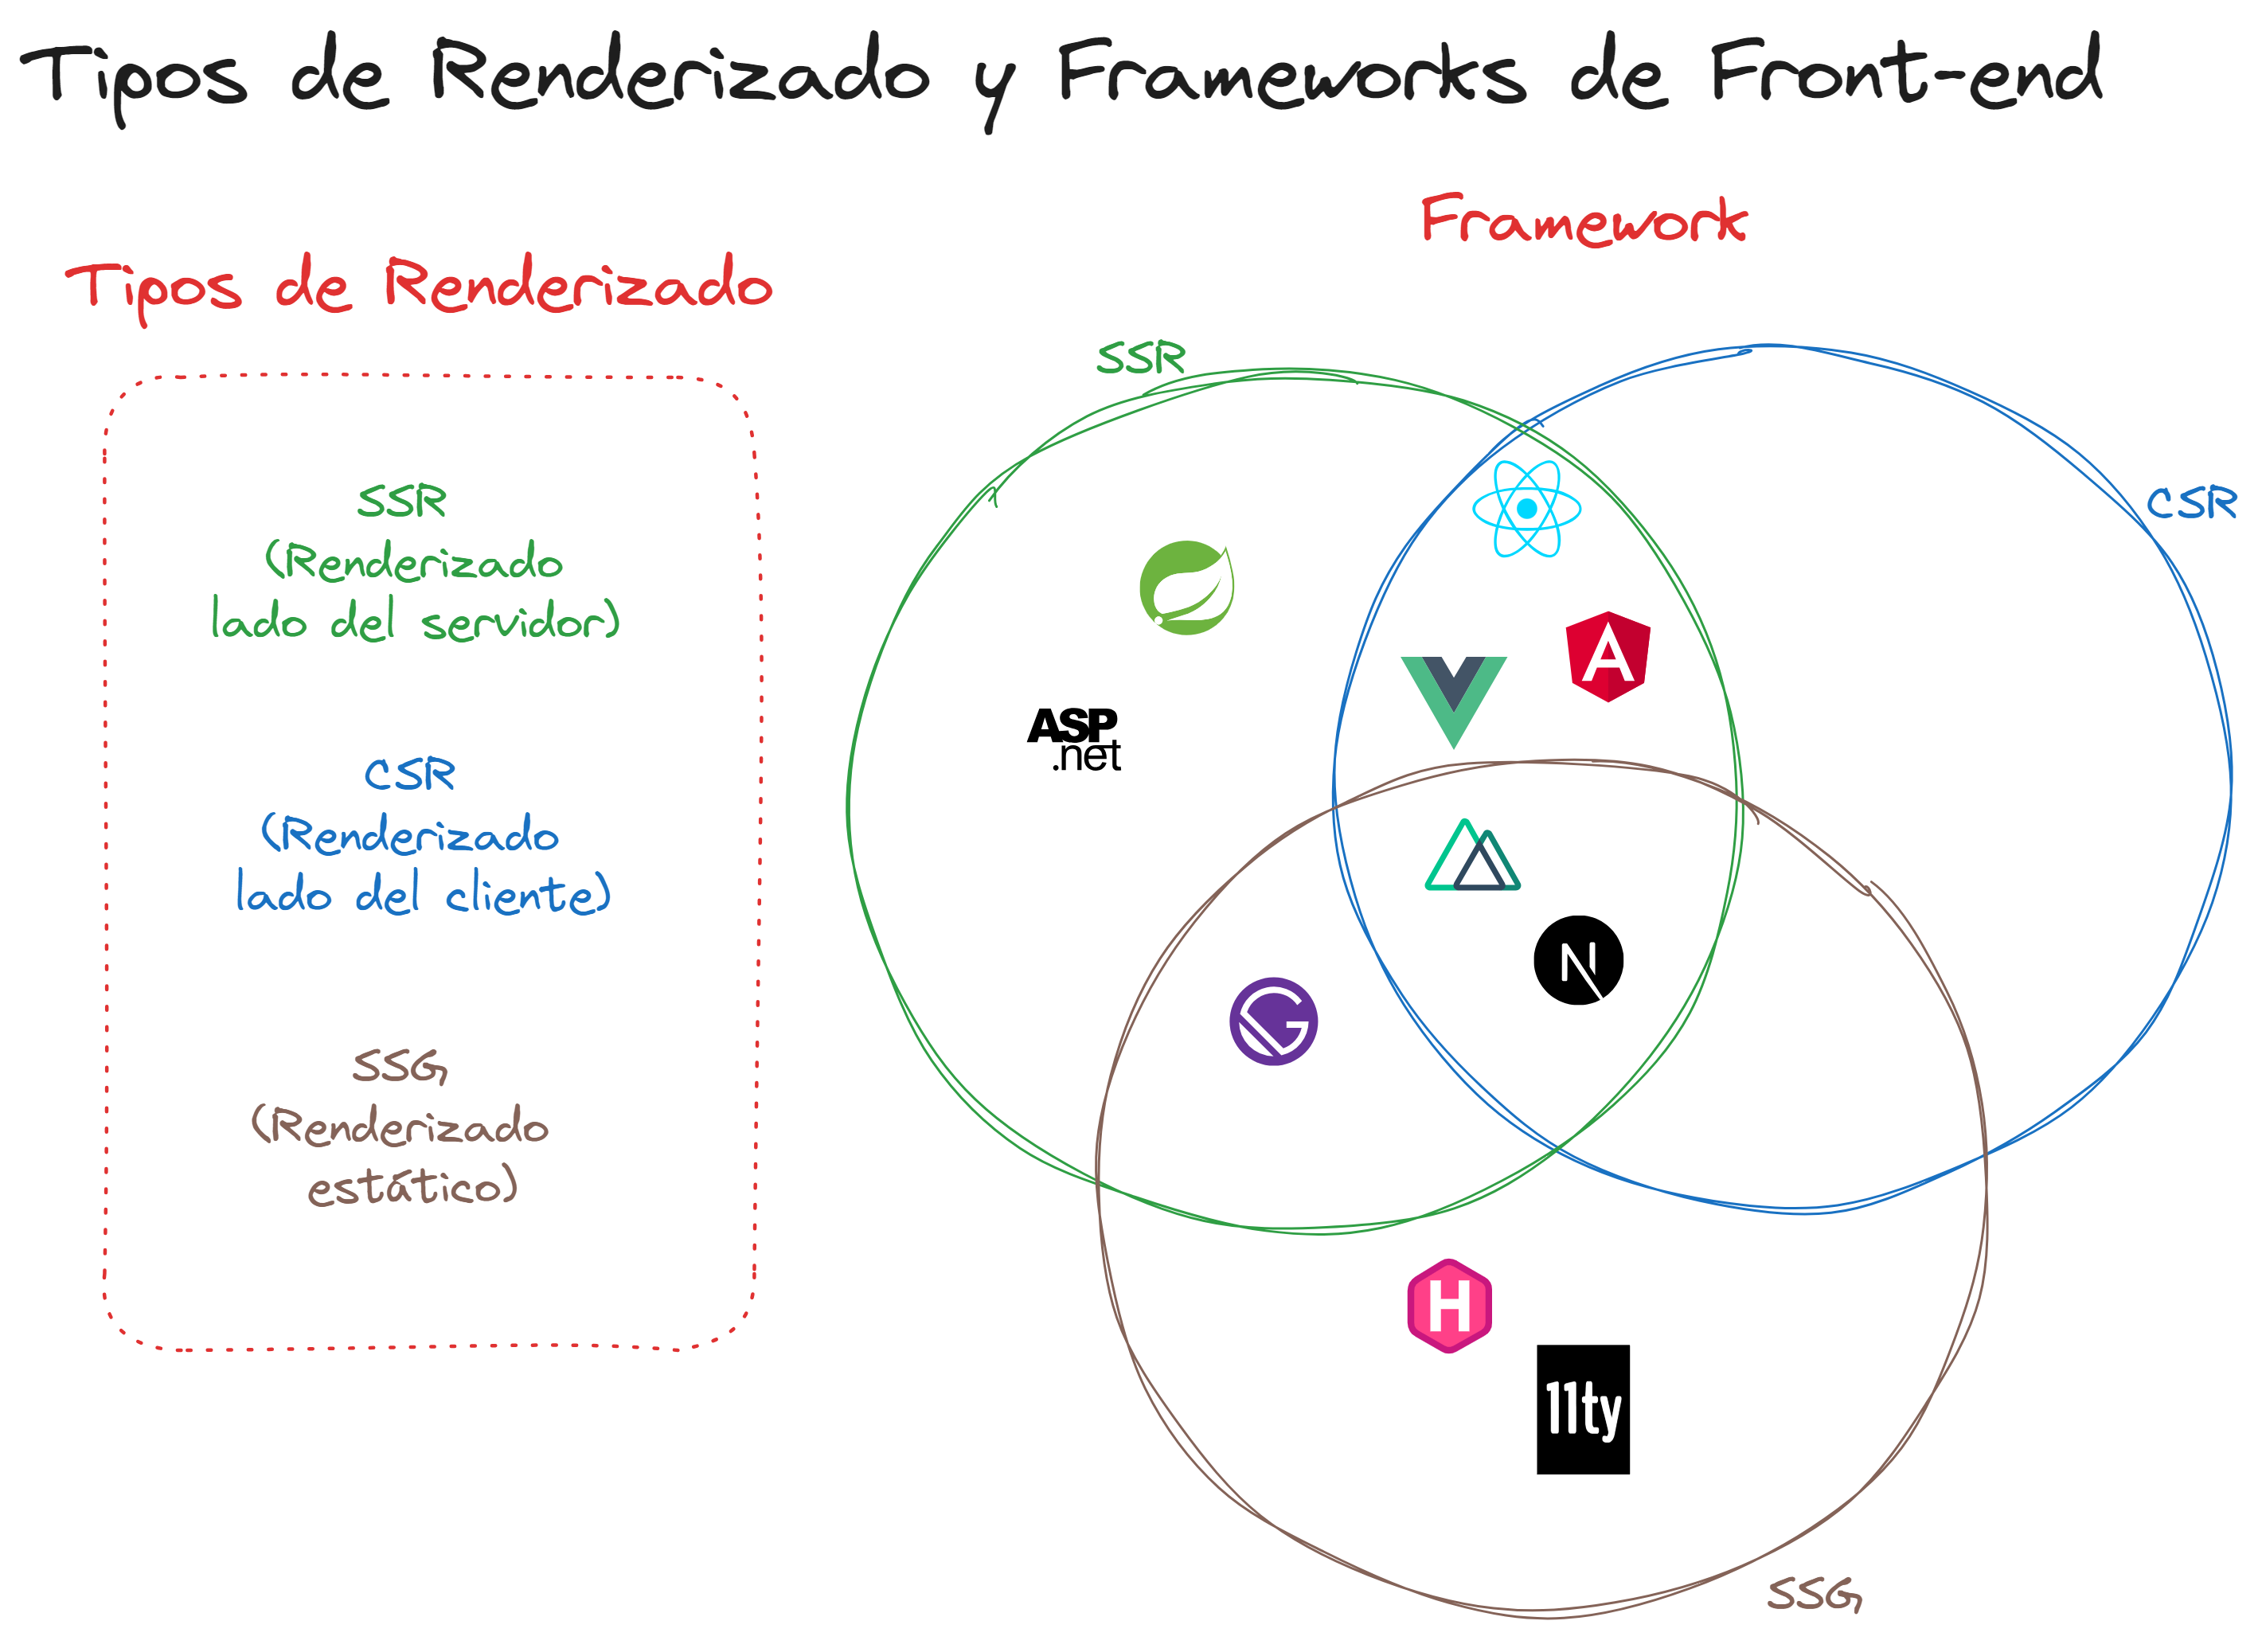 Tipos de Renderizado y Frameworks de Front-end
Framework
Tipos de Renderizado
SSR
(Renderizado
lado del servidor)
CSR
(Renderizado
lado del cliente)
SSG
(Renderizado
estático)
SSR
CSR
ASP
.net
11ty
SSG